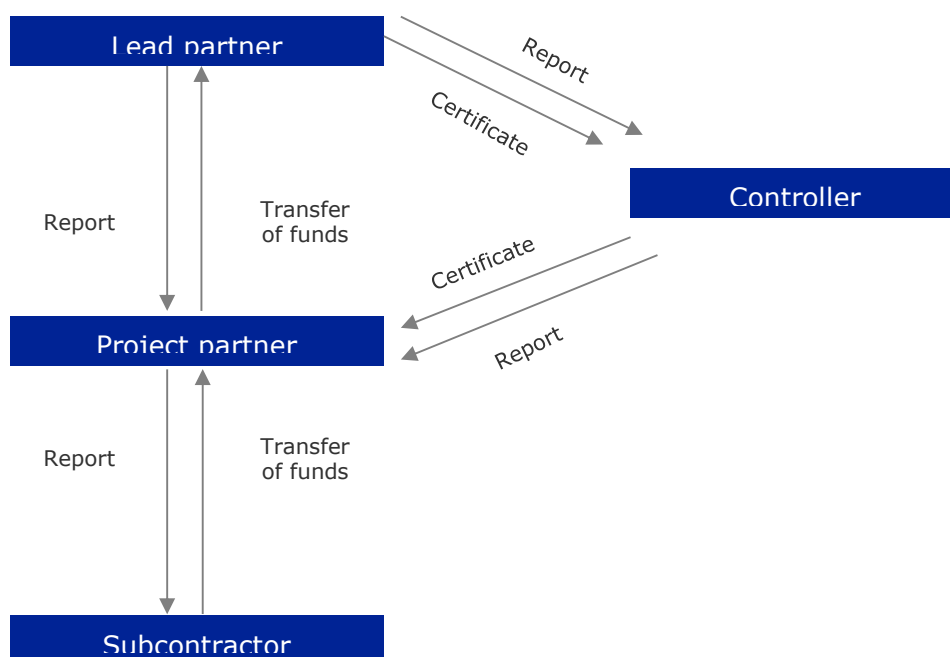 Lead partner
Report
Certificate
Controller
Report
Transfer
of funds
Certificate
Report
Project partner
Report
Transfer
of funds
Subcontractor